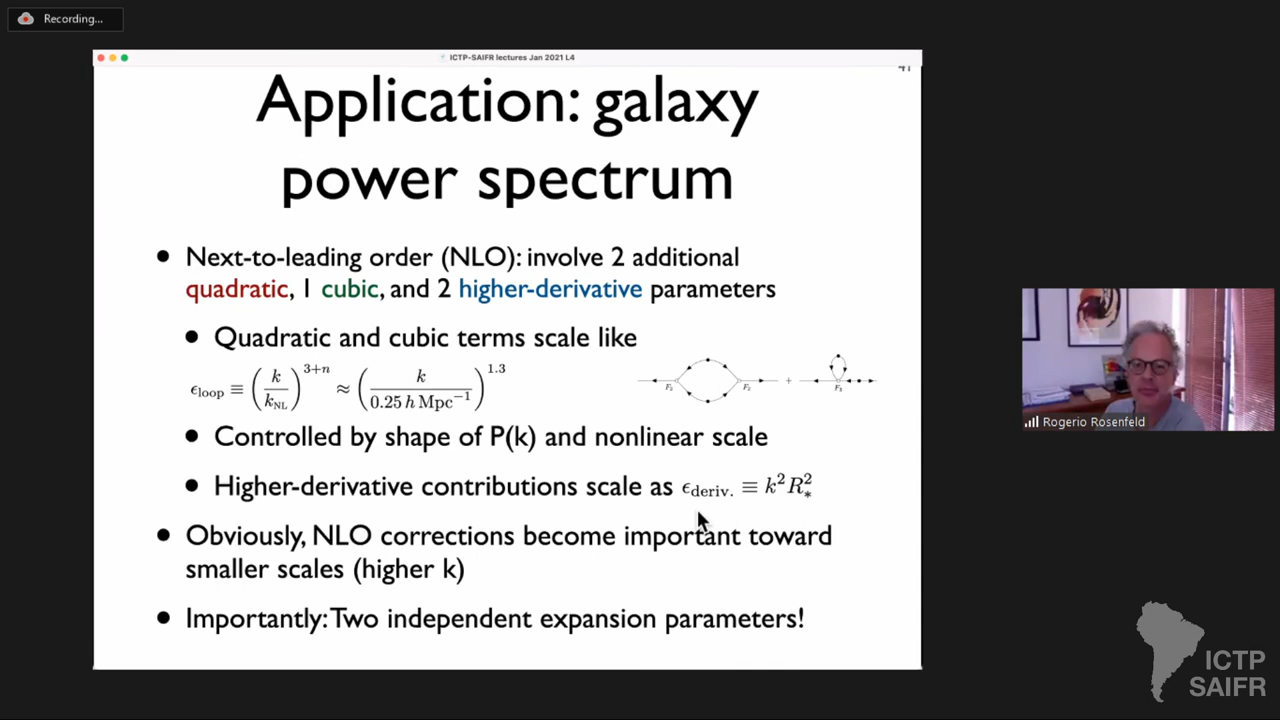 Recording...
ICTP-SAIFR lectures Jan 2021 L4
41
Application: galaxy
power spectrum
• Next-to-leading order (NLO): involve 2 additional
quadratic, 1 cubic, and 2 higher-derivative parameters
• Quadratic and cubic terms scale like
ϵ_loop ≡ (k/k_NL)^{3+n} ≈ (k/0.25 h Mpc⁻¹)^{1.3}
F₂ F₂ + F₃
• Controlled by shape of P(k) and nonlinear scale
• Higher-derivative contributions scale as ϵ_deriv. ≡ k²R²_*
• Obviously, NLO corrections become important toward
smaller scales (higher k)
• Importantly: Two independent expansion parameters!
Rogerio Rosenfeld
ICTP
SAIFR